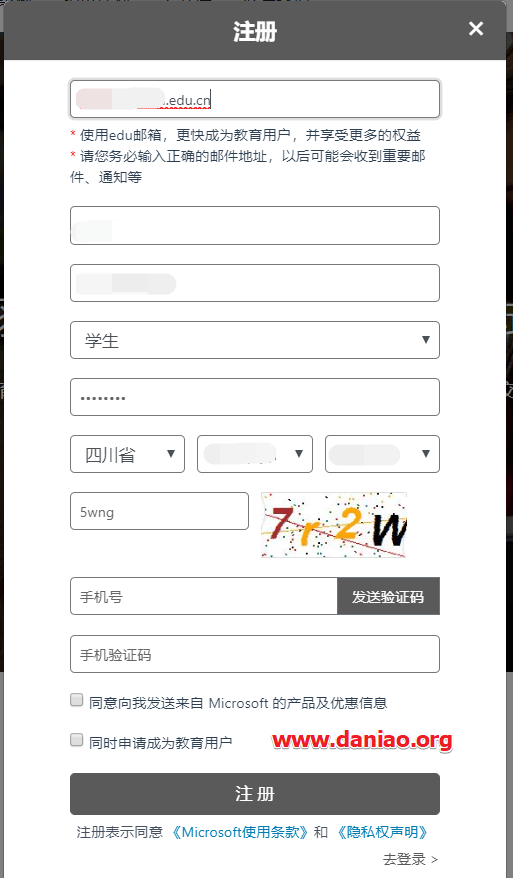 注册
×
.edu.cn
* 使用edu邮箱，更快成为教育用户，并享受更多的权益
* 请您务必输入正确的邮件地址，以后可能会收到重要邮
件、通知等
学生
四川省
5wng
7r2W
手机号
发送验证码
手机验证码
同意向我发送来自 Microsoft 的产品及优惠信息
同时申请成为教育用户
www.daniao.org
注 册
注册表示同意 《Microsoft使用条款》和 《隐私权声明》
去登录 >